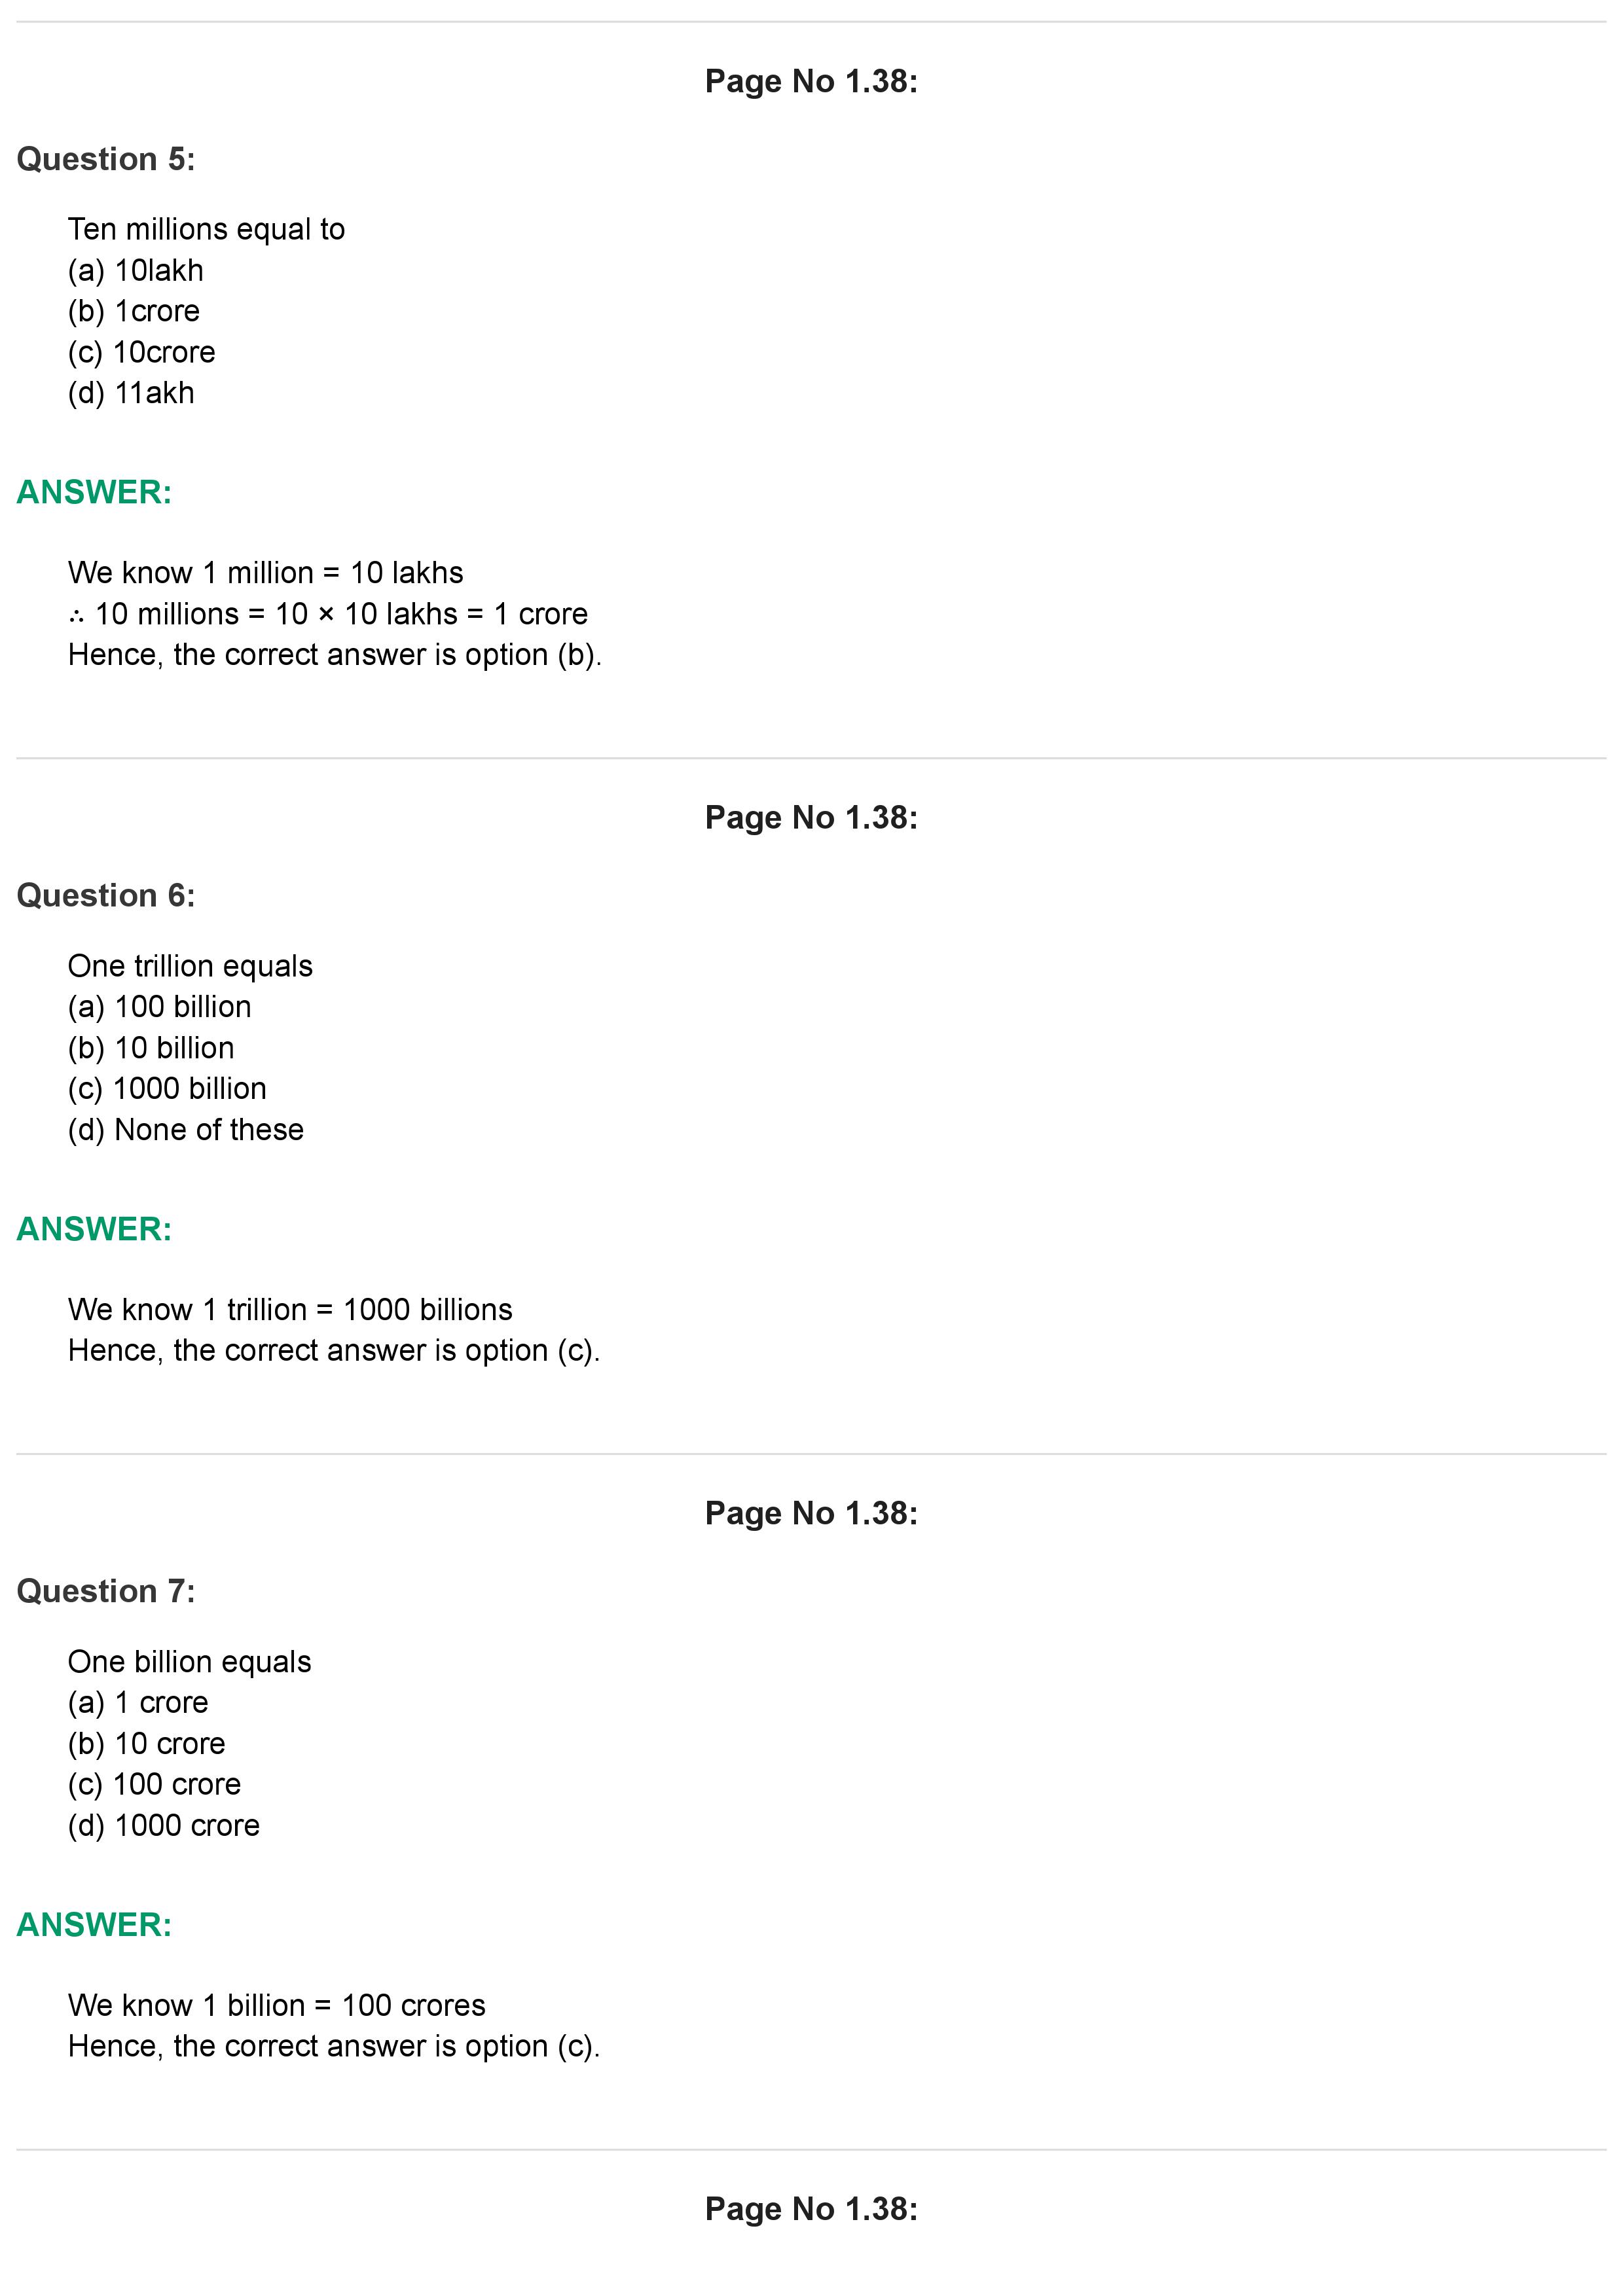 Page No 1.38:
Question 5:
Ten millions equal to
(a) 10lakh
(b) 1crore
(c) 10crore
(d) 11akh
ANSWER:
We know 1 million = 10 lakhs
∴ 10 millions = 10 × 10 lakhs = 1 crore
Hence, the correct answer is option (b).
Page No 1.38:
Question 6:
One trillion equals
(a) 100 billion
(b) 10 billion
(c) 1000 billion
(d) None of these
ANSWER:
We know 1 trillion = 1000 billions
Hence, the correct answer is option (c).
Page No 1.38:
Question 7:
One billion equals
(a) 1 crore
(b) 10 crore
(c) 100 crore
(d) 1000 crore
ANSWER:
We know 1 billion = 100 crores
Hence, the correct answer is option (c).
Page No 1.38: